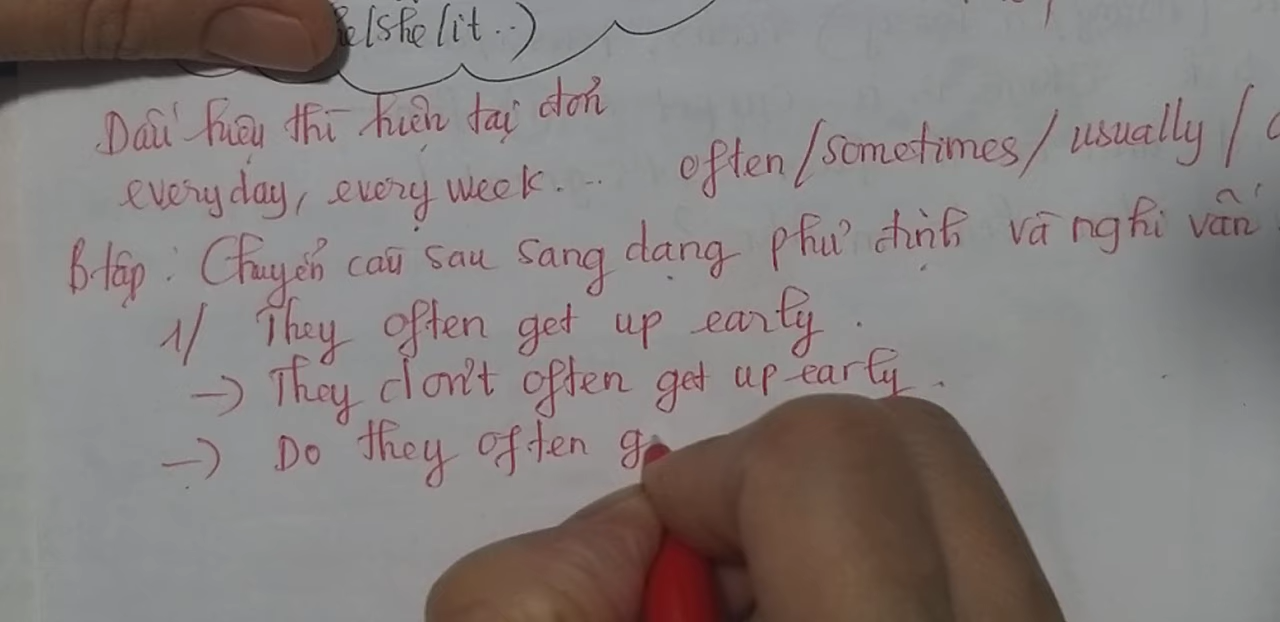 he/she/it...)
Dấu hiệu thì hiện tại đơn
everyday, every week... often/sometimes/usually/
B.tập: Chuyển câu sau sang dạng phủ định và nghi vấn
1/ They often get up early.
-> They don't often get up early.
-> Do they often g